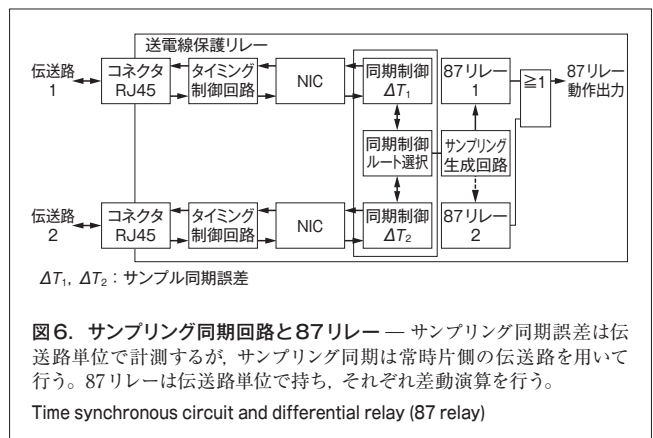 送電線保護リレー
伝送路
1
コネクタ
RJ45
タイミング
制御回路
NIC
同期制御
ΔT₁
87リレー
1
≧1
87リレー
動作出力
同期制御
ルート選択
サンプリング
生成回路
伝送路
2
コネクタ
RJ45
タイミング
制御回路
NIC
同期制御
ΔT₂
87リレー
2
ΔT₁, ΔT₂:サンプル同期誤差
図6. サンプリング同期回路と87リレー — サンプリング同期誤差は伝
送路単位で計測するが, サンプリング同期は常時片側の伝送路を用いて
行う。87リレーは伝送路単位で持ち, それぞれ差動演算を行う。
Time synchronous circuit and differential relay (87 relay)